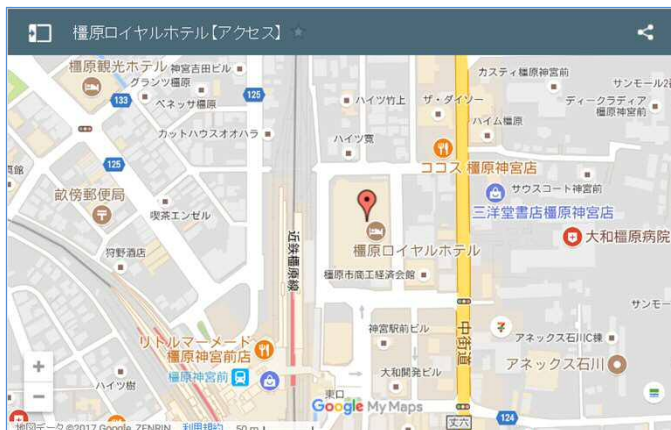 橿原ロイヤルホテル【アクセス】
橿原観光ホテル
神宮吉田ビル
グランツ橿原
ベネッサ橿原
133
125
カットハウスオオハラ
ハイツ竹上
ザ・ダイソー
カスティ橿原神宮前
サンモール2番
ディークラディア
橿原神宮前
ハイム橿原
ハイツ寛
ココス 橿原神宮店
125
125
畝傍郵便局
喫茶エンゼル
狩野酒店
近鉄橿原線
橿原ロイヤルホテル
橿原市商工経済会館
サウスコート神宮前
三洋堂書店橿原神宮店
大和橿原病院
サンモー
リトルマーメード
橿原神宮前店
橿原神宮前
ハイツ樹
神宮駅前ビル
中街道
アネックス石川C棟
アネックス石川
大和開発ビル
東口
丈六
124
+
−
Google My Maps
地図データ ©2017 Google, ZENRIN
利用規約
50 m